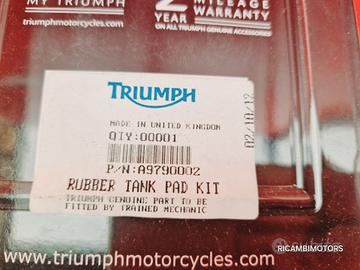 MY TRIUMPH
www.triumphmotorcycles.com
2 MILEAGE
YEAR WARRANTY
ON ALL TRIUMPH GENUINE ACCESSORIES
TRIUMPH
MADE IN UNITED KINGDOM
QTY:00001
P/N:A9790002
RUBBER TANK PAD KIT
TRIUMPH GENUINE PART TO BE
FITTED BY TRAINED MECHANIC
02/10/12
www.triumphmotorcycles.com
RICAMBIMOTORS